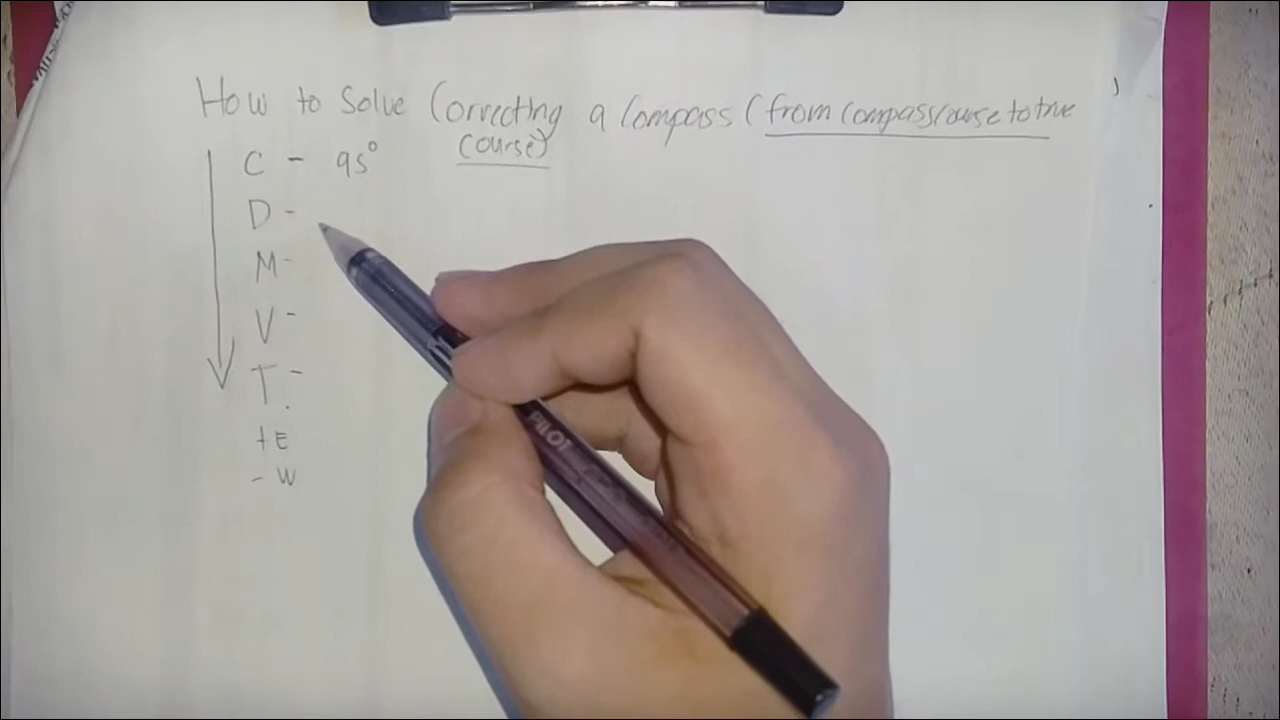 How to Solve Correcting a Compass (from compass course to true
course)
C - 95°
D -
M -
V -
T -
+ E
- W
PILOT